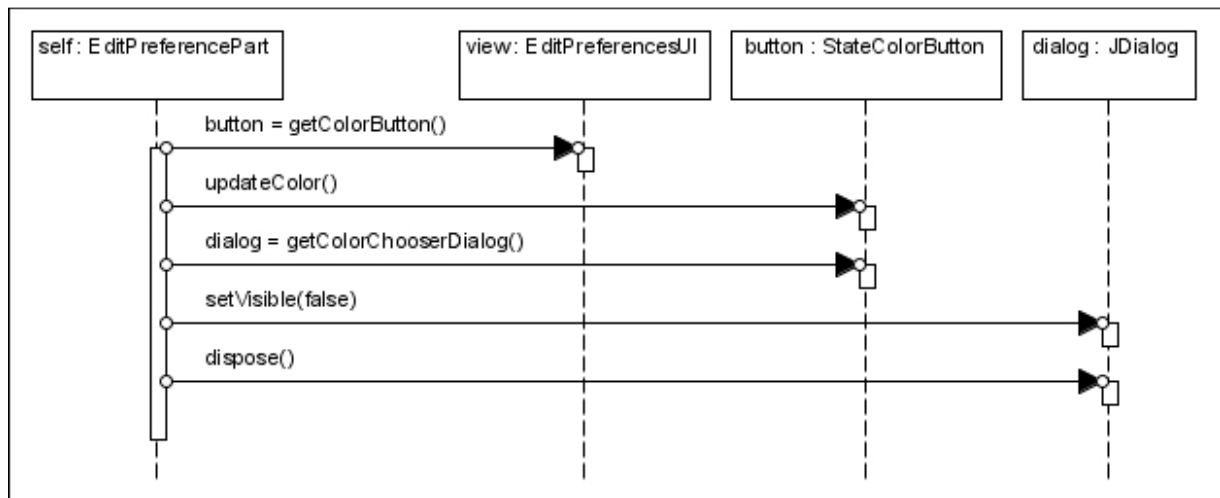 self : EditPreferencePart
view: EditPreferencesUI
button : StateColorButton
dialog : JDialog
button = getColorButton()
updateColor()
dialog = getColorChooserDialog()
setVisible(false)
dispose()